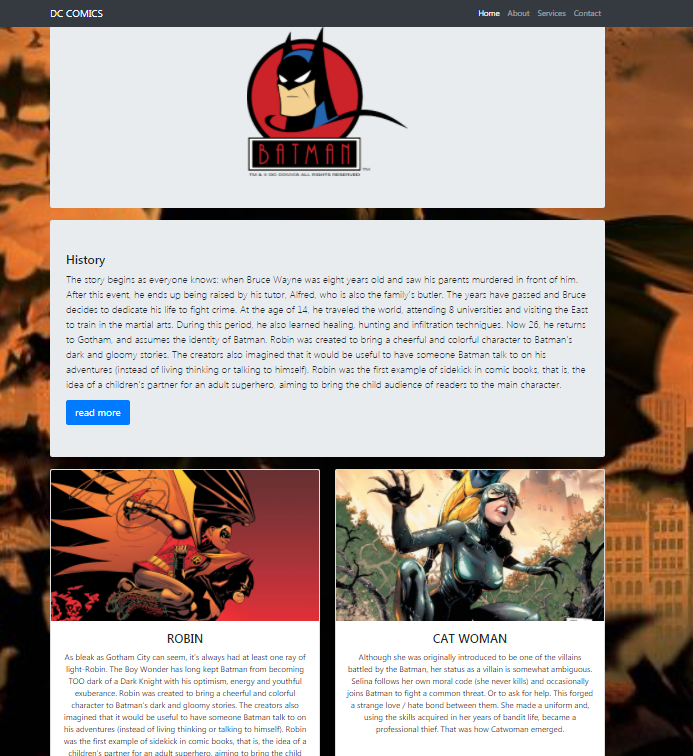 DC COMICS
Home About Services Contact
BATMAN
TM & © DC COMICS ALL RIGHTS RESERVED
TM
History
The story begins as everyone knows: when Bruce Wayne was eight years old and saw his parents murdered in front of him.
After this event, he ends up being raised by his tutor, Alfred, who is also the family's butler. The years have passed and Bruce
decides to dedicate his life to fight crime. At the age of 14, he traveled the world, attending 8 universities and visiting the East
to train in the martial arts. During this period, he also learned healing, hunting and infiltration techniques. Now 26, he returns
to Gotham, and assumes the identity of Batman. Robin was created to bring a cheerful and colorful character to Batman's
dark and gloomy stories. The creators also imagined that it would be useful to have someone Batman talk to on his
adventures (instead of living thinking or talking to himself). Robin was the first example of sidekick in comic books, that is, the
idea of a children's partner for an adult superhero, aiming to bring the child audience of readers to the main character.
read more
ROBIN
As bleak as Gotham City can seem, it's always had at least one ray of
light-Robin. The Boy Wonder has long kept Batman from becoming
TOO dark of a Dark Knight with his optimism, energy and youthful
exuberance. Robin was created to bring a cheerful and colorful
character to Batman's dark and gloomy stories. The creators also
imagined that it would be useful to have someone Batman talk to on
his adventures (instead of living thinking or talking to himself). Robin
was the first example of sidekick in comic books, that is, the idea of a
children's partner for an adult superhero, aiming to bring the child
CAT WOMAN
Although she was originally introduced to be one of the villains
battled by the Batman, her status as a villain is somewhat ambiguous.
Selina follows her own moral code (she never kills) and occasionally
joins Batman to fight a common threat. Or to ask for help. This forged
a strange love / hate bond between them. She made a uniform and,
using the skills acquired in her years of bandit life, became a
professional thief. That was how Catwoman emerged.